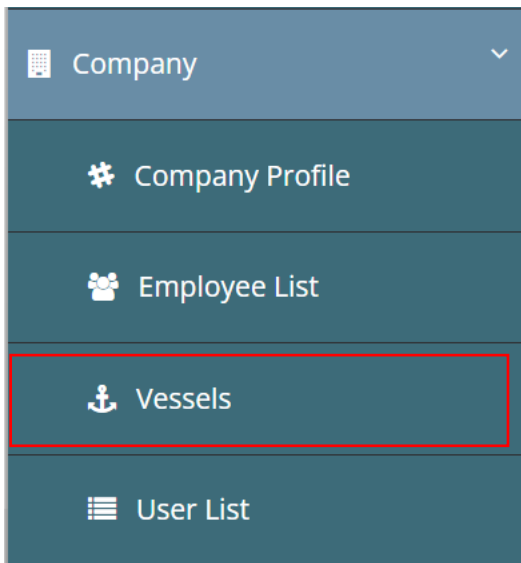 Company
Company Profile
Employee List
Vessels
User List